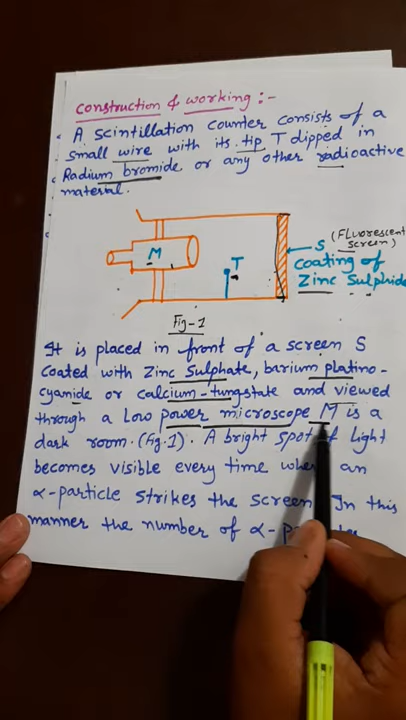 Construction & working :-
A scintillation counter consists of a
small wire with its tip T dipped in
Radium bromide or any other radioactive
material.
M
T
S
(Fluorescent
Screen)
coating of
Zinc Sulphide
Fig-1
It is placed in front of a screen S
coated with Zinc Sulphate, barium platino-
cyanide or calcium-tungstate and viewed
through a Low power microscope M is a
dark room. (Fig.1). A bright spot of Light
becomes visible every time when an
α-particle strikes the screen. In this
manner the number of α-